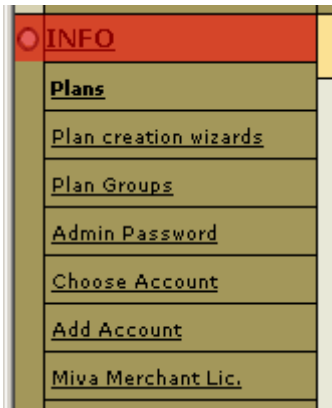 INFO
Plans
Plan creation wizards
Plan Groups
Admin Password
Choose Account
Add Account
Miva Merchant Lic.